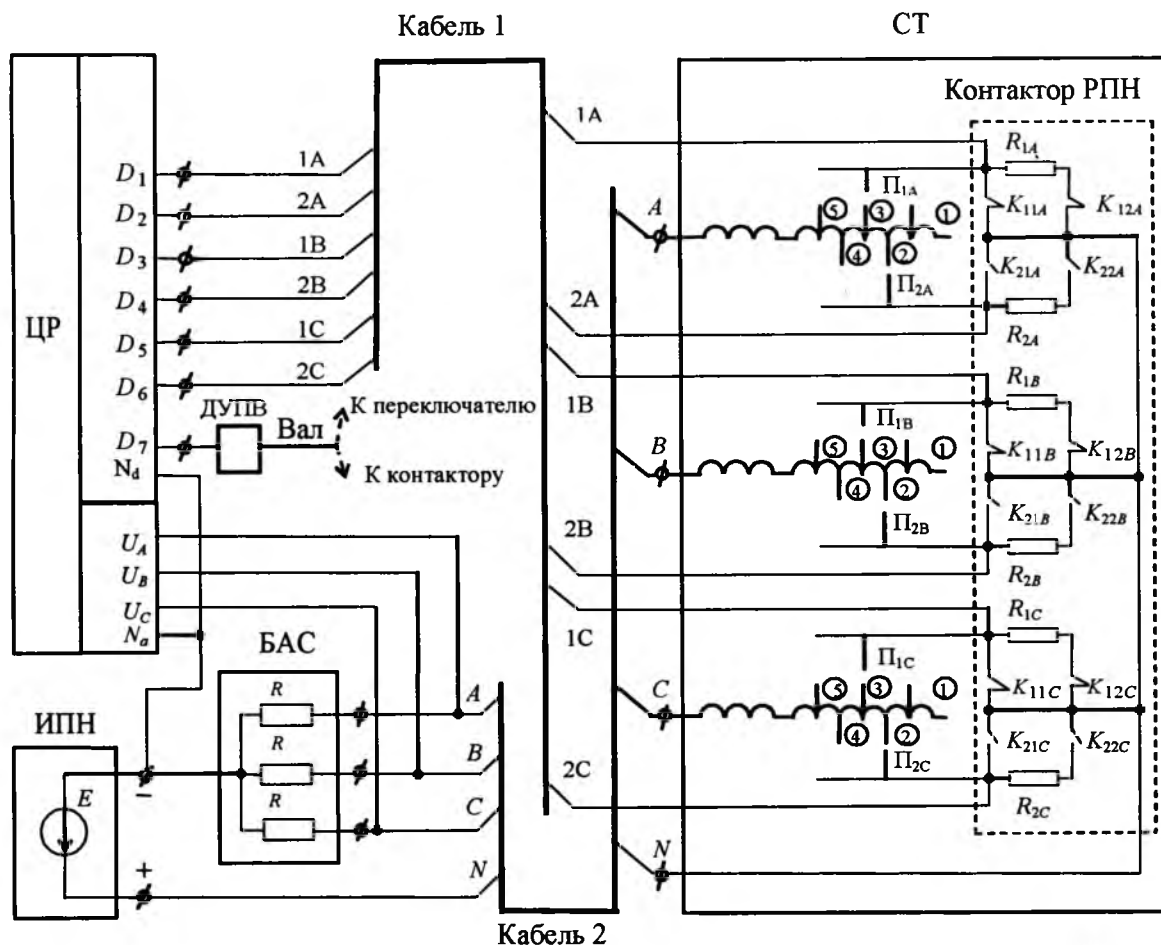 Кабель 1
СТ
Контактор РПН
ЦР
D1
D2
D3
D4
D5
D6
D7
Nd
1A
2A
1B
2B
1C
2C
ДУПВ
Вал
К переключателю
К контактору
UA
UB
UC
Na
БАС
R
R
R
ИПН
E
−
+
A
B
C
N
Кабель 2
1A
2A
1B
2B
1C
2C
A
B
C
N
П1A
⑤ ③ ①
④ ②
П2A
R1A
K11A
K12A
K21A
K22A
R2A
П1B
⑤ ③ ①
④ ②
П2B
R1B
K11B
K12B
K21B
K22B
R2B
П1C
⑤ ③ ①
④ ②
П2C
R1C
K11C
K12C
K21C
K22C
R2C